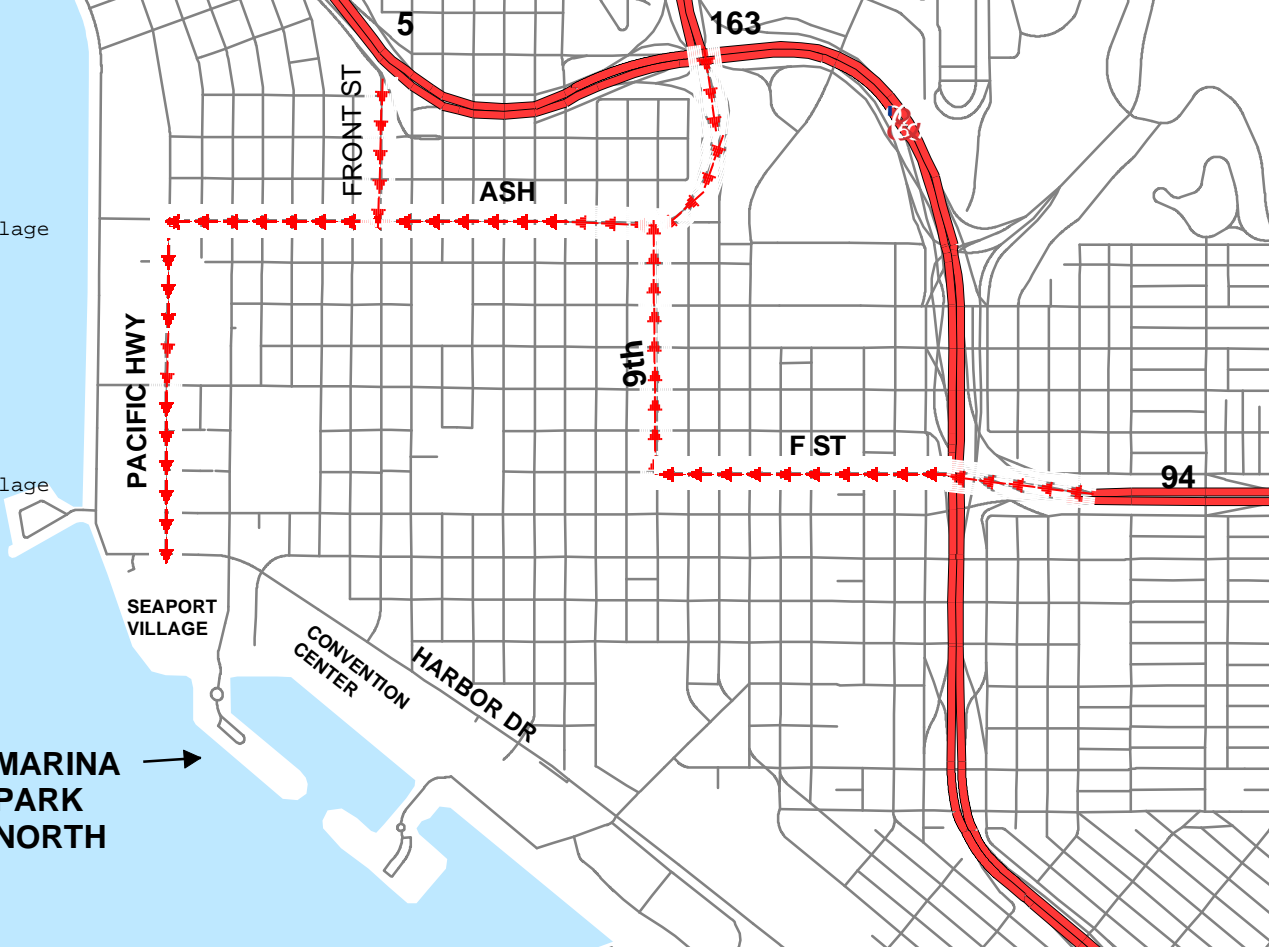 5
163
FRONT ST
ASH
lage
PACIFIC HWY
9th
F ST
94
lage
SEAPORT
VILLAGE
CONVENTION
CENTER
HARBOR DR
MARINA
PARK
NORTH